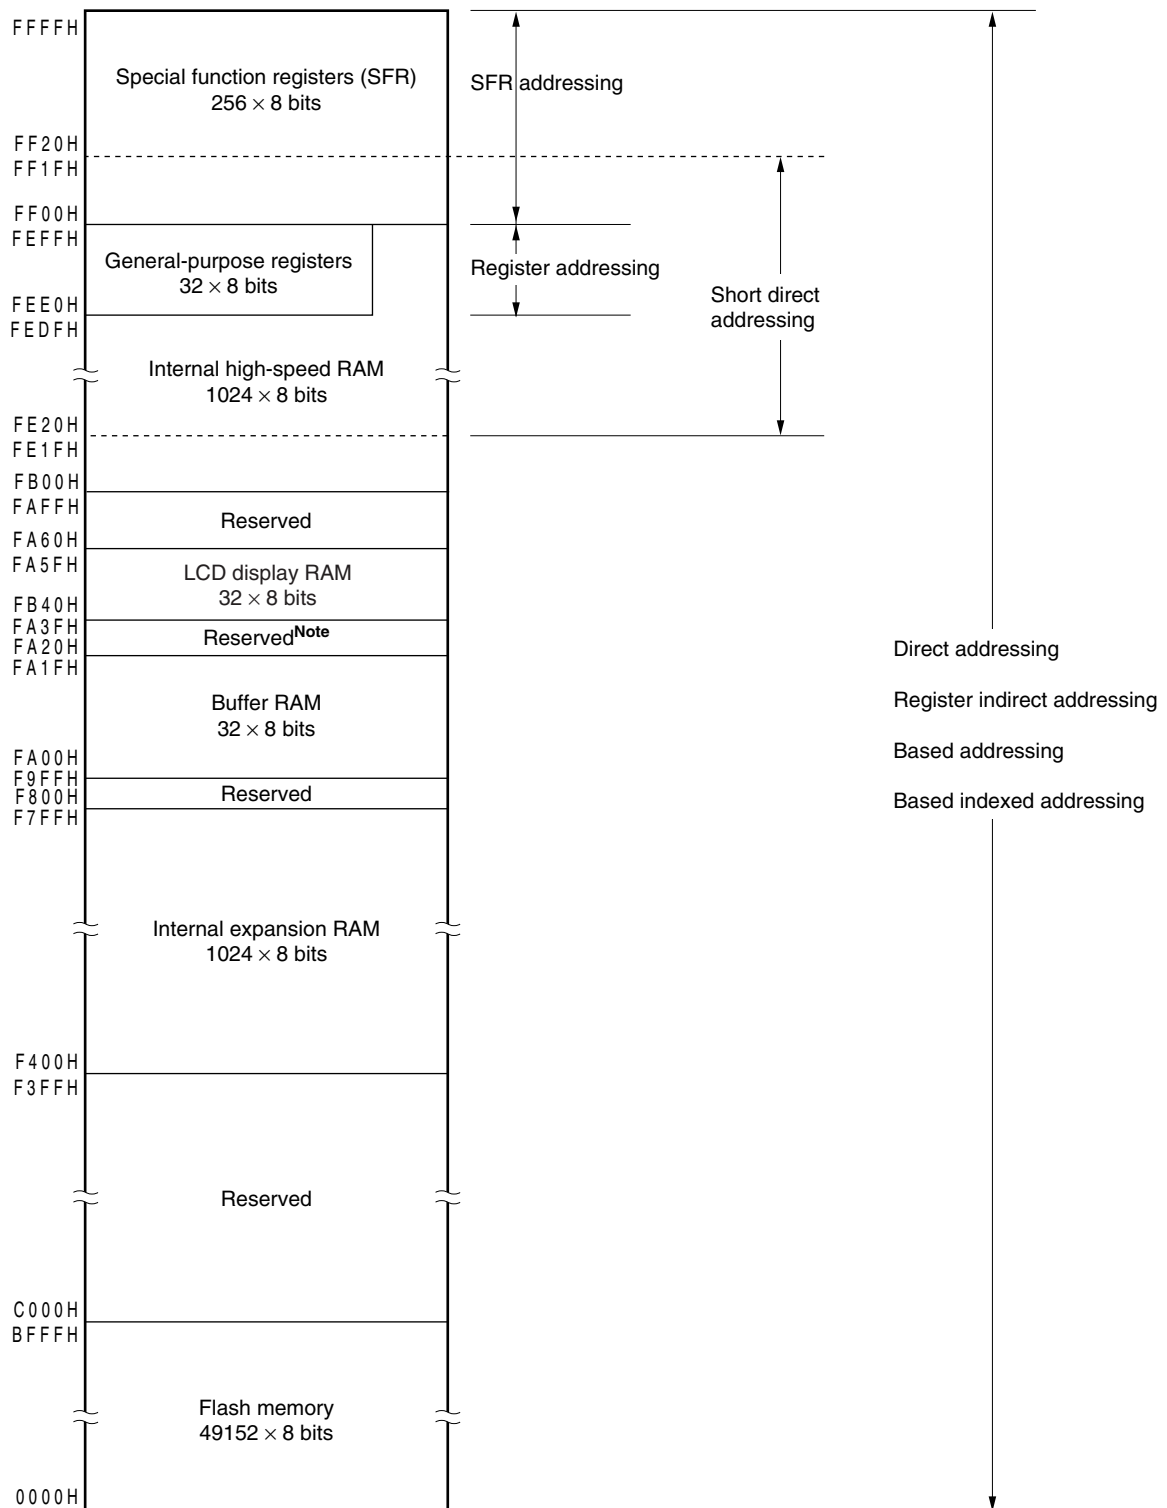 FFFFH
Special function registers (SFR)
256 × 8 bits
SFR addressing
FF20H
FF1FH
FF00H
FEFFH
General-purpose registers
32 × 8 bits
Register addressing
Short direct
addressing
FEE0H
FEDFH
Internal high-speed RAM
1024 × 8 bits
FE20H
FE1FH
FB00H
FAFFH
Reserved
FA60H
FA5FH
LCD display RAM
32 × 8 bits
FB40H
FA3FH
ReservedNote
FA20H
FA1FH
Direct addressing
Register indirect addressing
Based addressing
Based indexed addressing
Buffer RAM
32 × 8 bits
FA00H
F9FFH
Reserved
F800H
F7FFH
Internal expansion RAM
1024 × 8 bits
F400H
F3FFH
Reserved
C000H
BFFFH
Flash memory
49152 × 8 bits
0000H